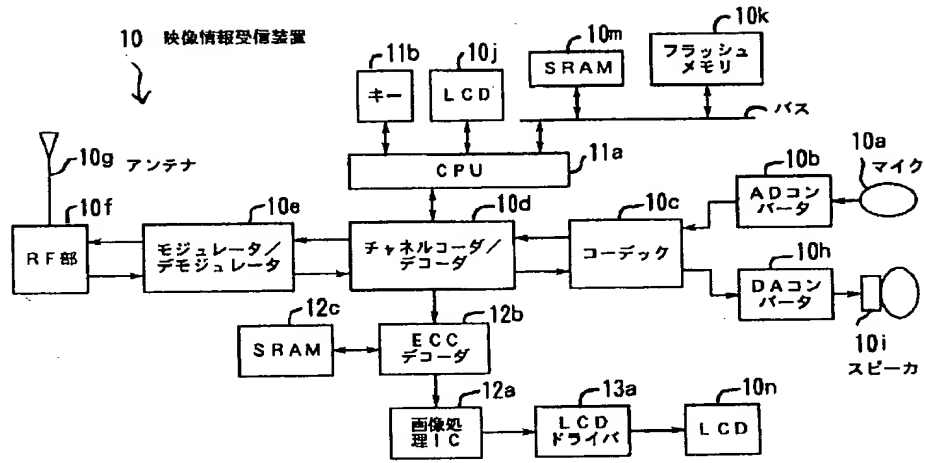 10 映像情報受信装置
11b
キー
10j
LCD
10m
SRAM
10k
フラッシュ
メモリ
バス
10g
アンテナ
CPU
11a
10a
マイク
10b
ADコン
バータ
10f
RF部
10e
モジュレータ/
デモジュレータ
10d
チャネルコーダ/
デコーダ
10c
コーデック
10h
DAコン
バータ
10i
スピーカ
12c
SRAM
12b
ECC
デコーダ
12a
画像処
理IC
13a
LCD
ドライバ
10n
LCD